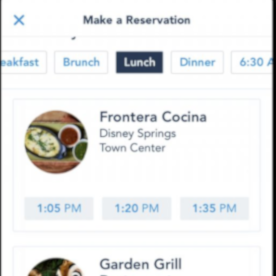 Make a Reservation
eakfast Brunch Lunch Dinner 6:30 A
Frontera Cocina
Disney Springs
Town Center
1:05 PM 1:20 PM 1:35 PM
Garden Grill